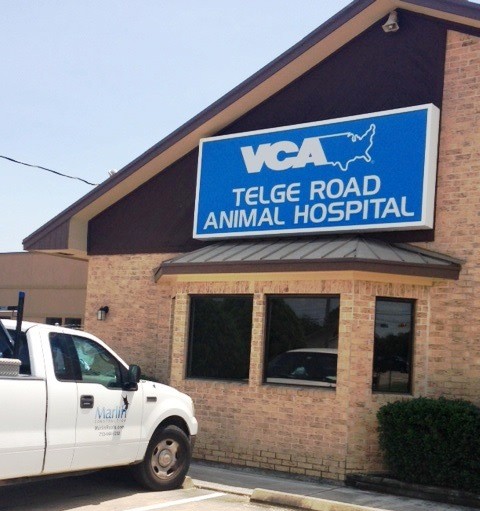 VCA
TELGE ROAD
ANIMAL HOSPITAL
Marlin